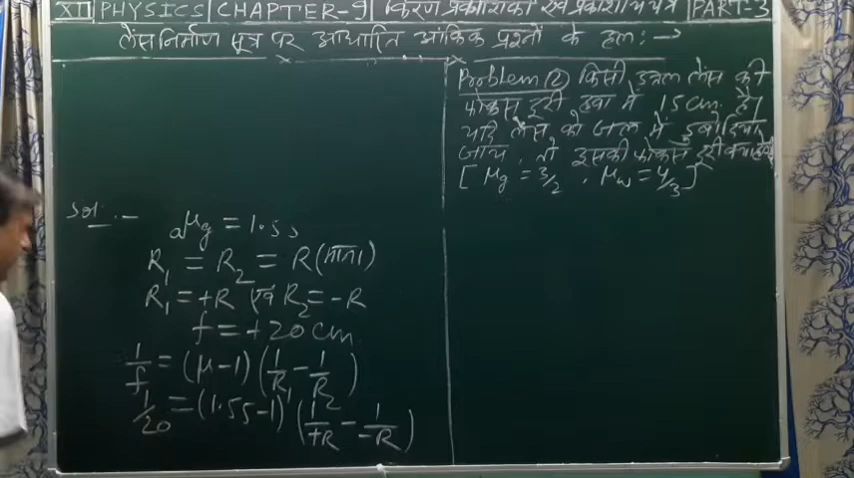 XII PHYSICS CHAPTER-9 किरण प्रकाशिकी एवं प्रकाशीय यंत्र PART-3
लेंस निर्माण सूत्र पर आधारित आंकिक प्रश्नों के हल: →
Sol :-
aμg = 1.55
R1 = R2 = R (माना)
R1 = +R एवं R2 = -R
f = +20 cm
1/f = (μ-1) (1/R1 - 1/R2)
1/20 = (1.55-1) (1/+R - 1/-R)
Problem (2) किसी उत्तल लेंस की
फोकस दूरी हवा में 15 cm. है।
यदि लेंस को जल में डुबो दिया
जाय, तो इसकी फोकस दूरी क्या होगी
[ μg = 3/2 , μw = 4/3 ]